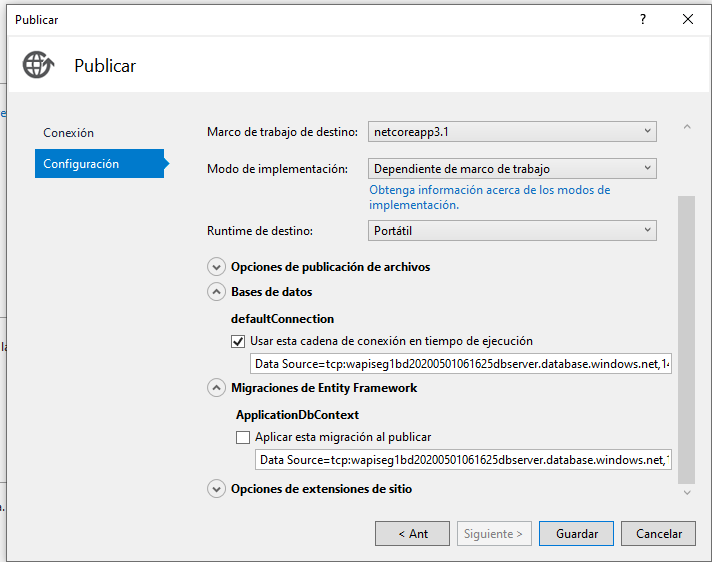 Publicar
?
Publicar
Conexión
Configuración
Marco de trabajo de destino:
netcoreapp3.1
Modo de implementación:
Dependiente de marco de trabajo
Obtenga información acerca de los modos de
implementación.
Runtime de destino:
Portátil
Opciones de publicación de archivos
Bases de datos
defaultConnection
Usar esta cadena de conexión en tiempo de ejecución
Data Source=tcp:wapiseg1bd20200501061625dbserver.database.windows.net,14
Migraciones de Entity Framework
ApplicationDbContext
Aplicar esta migración al publicar
Data Source=tcp:wapiseg1bd20200501061625dbserver.database.windows.net,1
Opciones de extensiones de sitio
< Ant
Siguiente >
Guardar
Cancelar